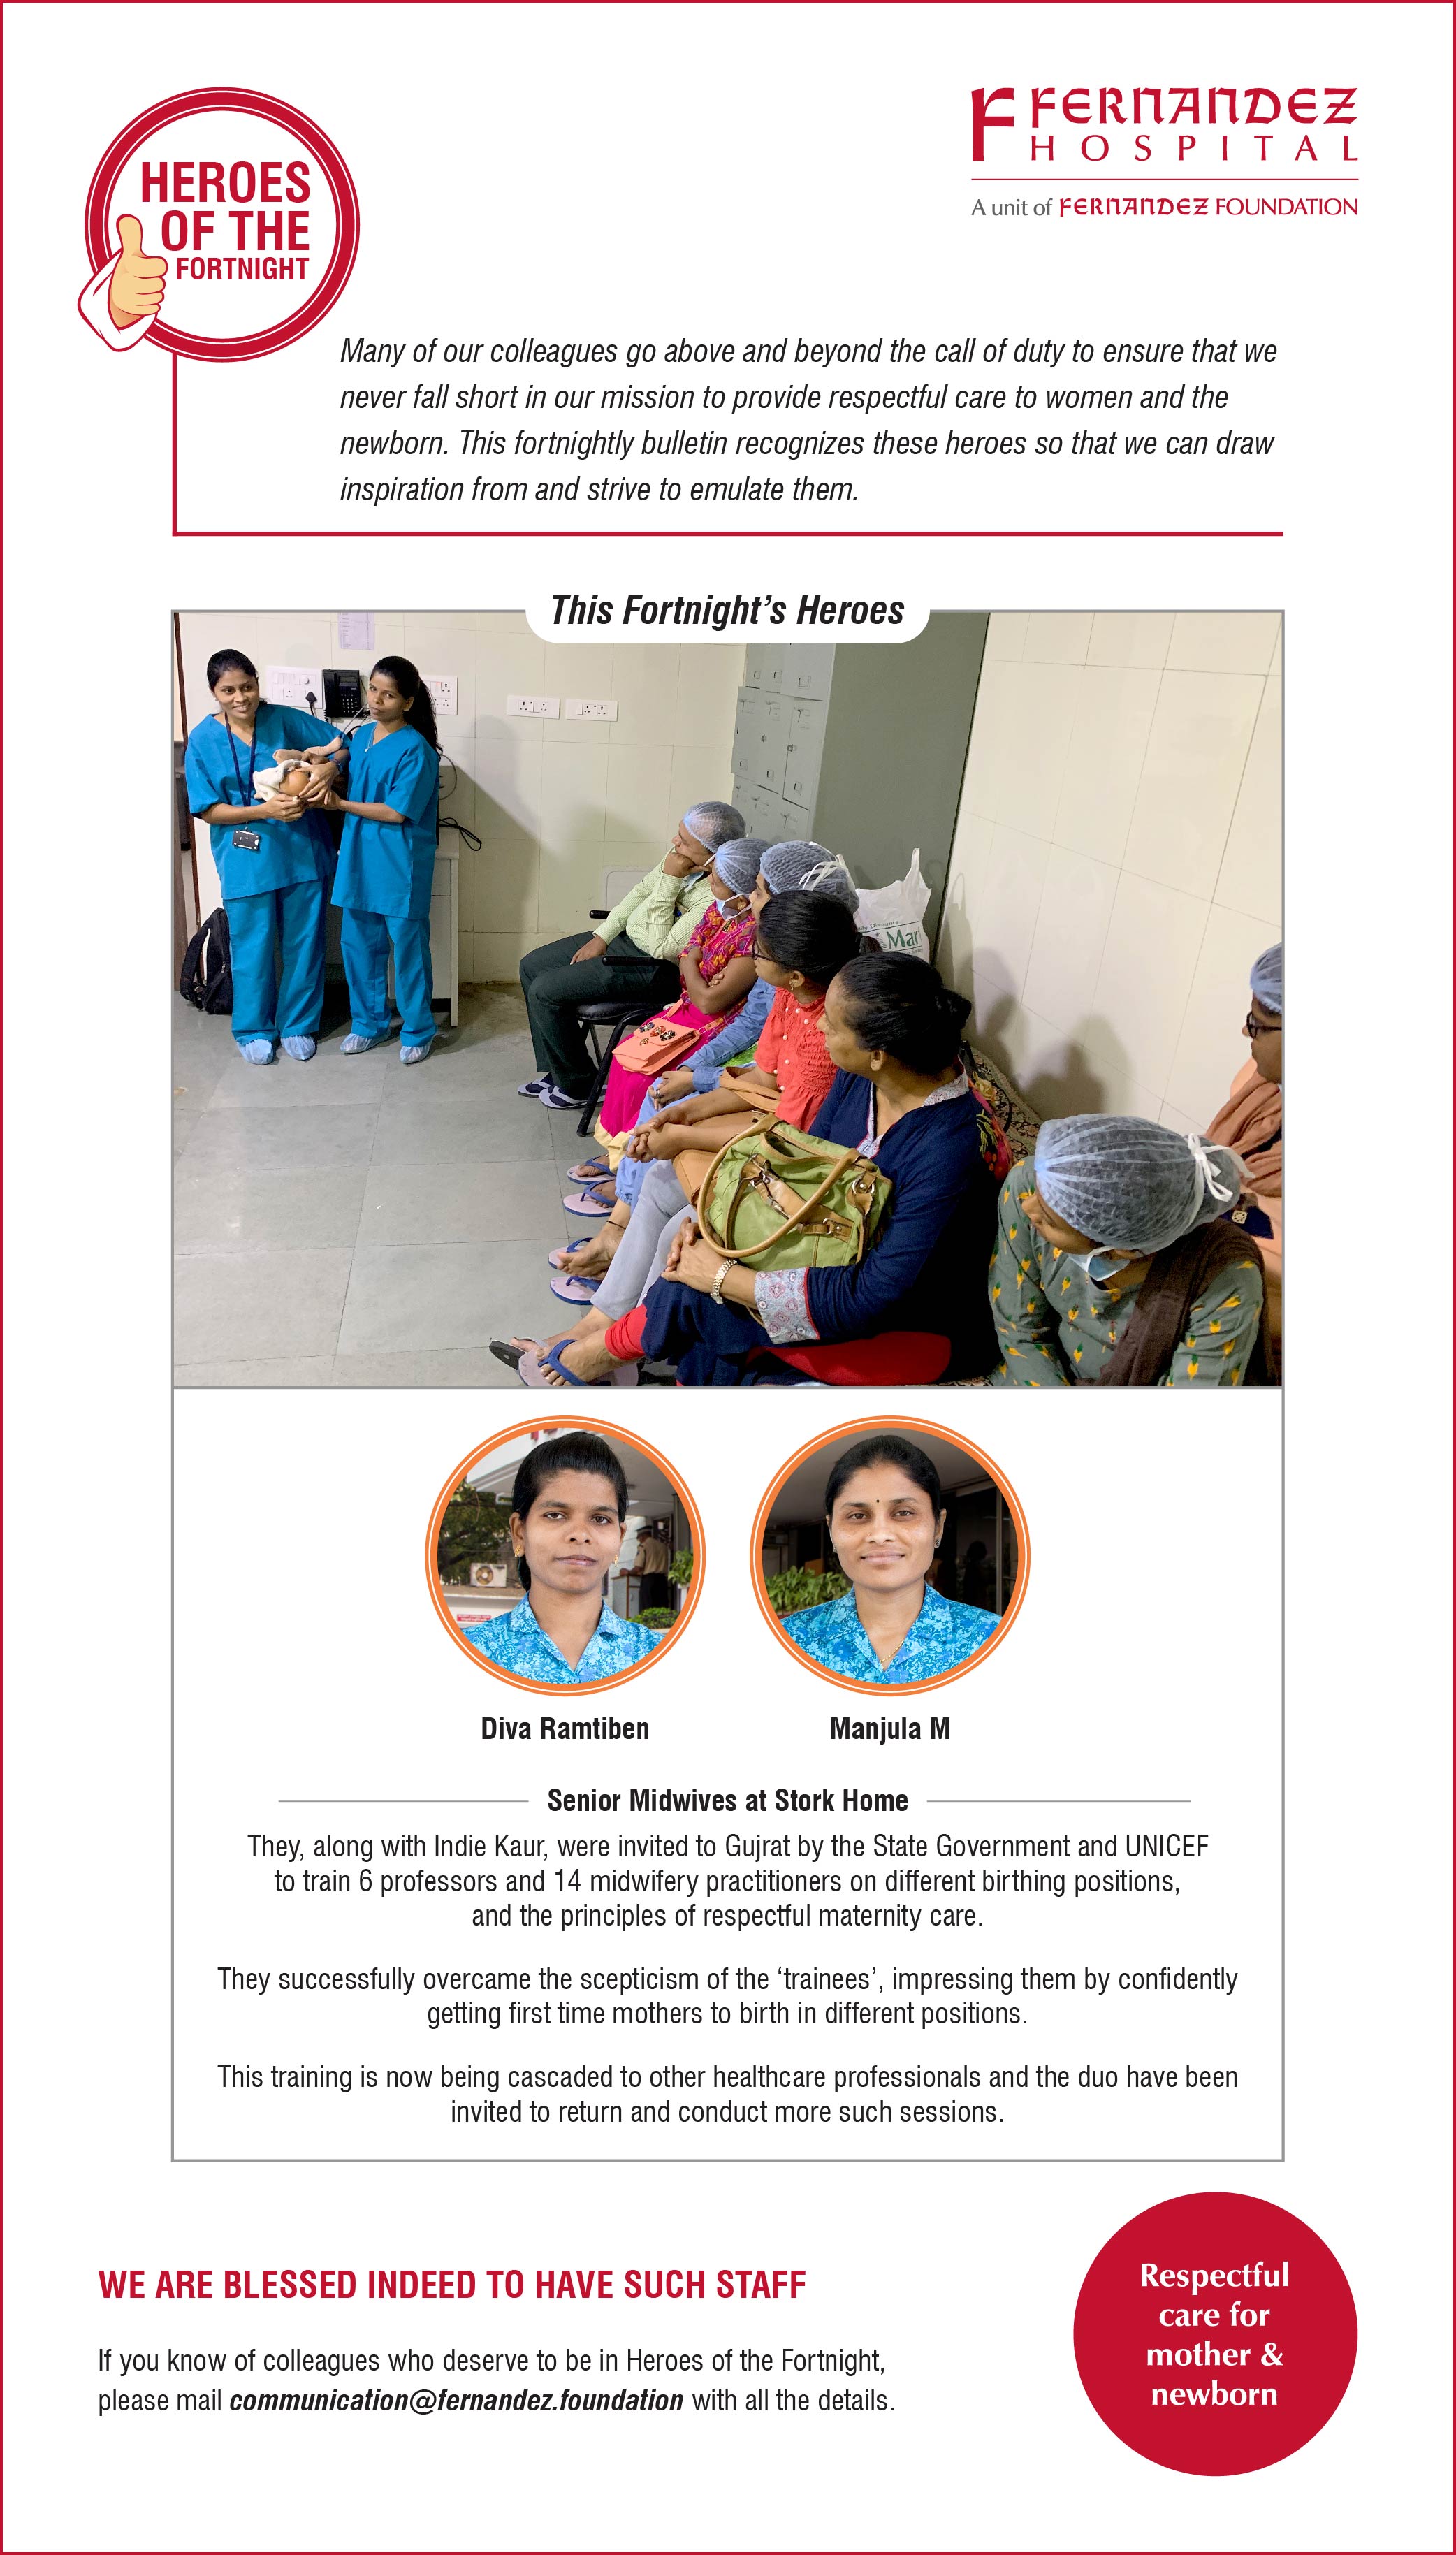 HEROES
OF THE
FORTNIGHT
FERNANDEZ
HOSPITAL
A unit of FERNANDEZ FOUNDATION
Many of our colleagues go above and beyond the call of duty to ensure that we
never fall short in our mission to provide respectful care to women and the
newborn. This fortnightly bulletin recognizes these heroes so that we can draw
inspiration from and strive to emulate them.
This Fortnight's Heroes
Mar
Diva Ramtiben
Manjula M
Senior Midwives at Stork Home
They, along with Indie Kaur, were invited to Gujrat by the State Government and UNICEF
to train 6 professors and 14 midwifery practitioners on different birthing positions,
and the principles of respectful maternity care.
They successfully overcame the scepticism of the ‘trainees’, impressing them by confidently
getting first time mothers to birth in different positions.
This training is now being cascaded to other healthcare professionals and the duo have been
invited to return and conduct more such sessions.
WE ARE BLESSED INDEED TO HAVE SUCH STAFF
If you know of colleagues who deserve to be in Heroes of the Fortnight,
please mail communication@fernandez.foundation with all the details.
Respectful
care for
mother &
newborn